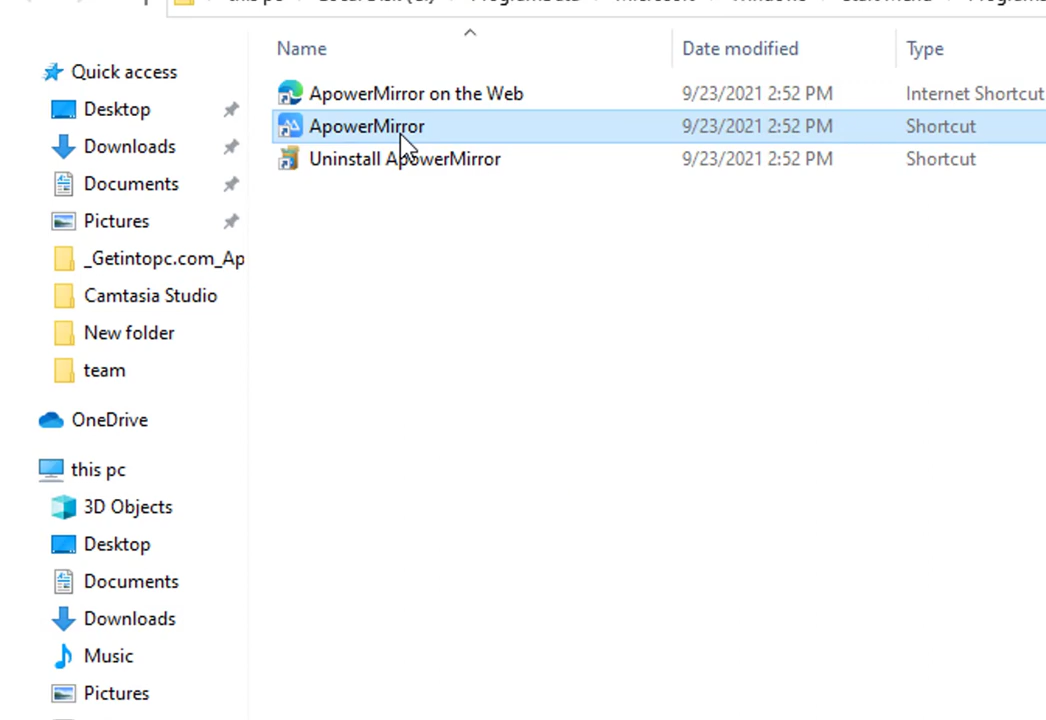 Name Date modified Type
Quick access
Desktop
Downloads
Documents
Pictures
_Getintopc.com_Ap
Camtasia Studio
New folder
team
OneDrive
this pc
3D Objects
Desktop
Documents
Downloads
Music
Pictures
ApowerMirror on the Web 9/23/2021 2:52 PM Internet Shortcut
ApowerMirror 9/23/2021 2:52 PM Shortcut
Uninstall ApowerMirror 9/23/2021 2:52 PM Shortcut